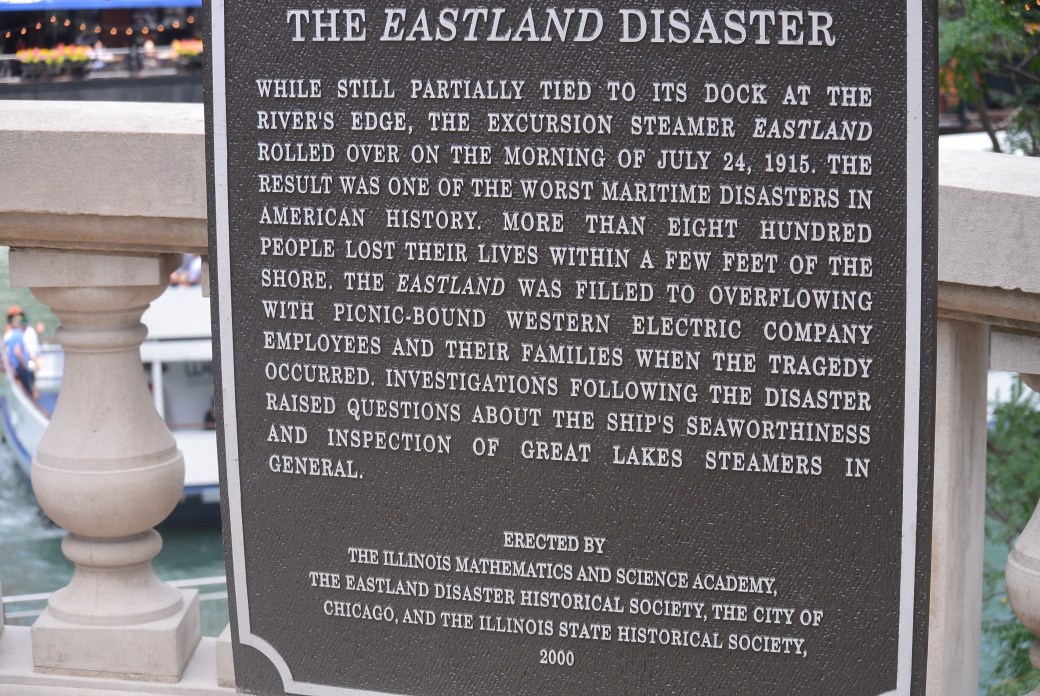 THE EASTLAND DISASTER
WHILE STILL PARTIALLY TIED TO ITS DOCK AT THE
RIVER'S EDGE, THE EXCURSION STEAMER EASTLAND
ROLLED OVER ON THE MORNING OF JULY 24, 1915. THE
RESULT WAS ONE OF THE WORST MARITIME DISASTERS IN
AMERICAN HISTORY. MORE THAN EIGHT HUNDRED
PEOPLE LOST THEIR LIVES WITHIN A FEW FEET OF THE
SHORE. THE EASTLAND WAS FILLED TO OVERFLOWING
WITH PICNIC-BOUND WESTERN ELECTRIC COMPANY
EMPLOYEES AND THEIR FAMILIES WHEN THE TRAGEDY
OCCURRED. INVESTIGATIONS FOLLOWING THE DISASTER
RAISED QUESTIONS ABOUT THE SHIP'S SEAWORTHINESS
AND INSPECTION OF GREAT LAKES STEAMERS IN
GENERAL.
ERECTED BY
THE ILLINOIS MATHEMATICS AND SCIENCE ACADEMY,
THE EASTLAND DISASTER HISTORICAL SOCIETY, THE CITY OF
CHICAGO, AND THE ILLINOIS STATE HISTORICAL SOCIETY,
2000